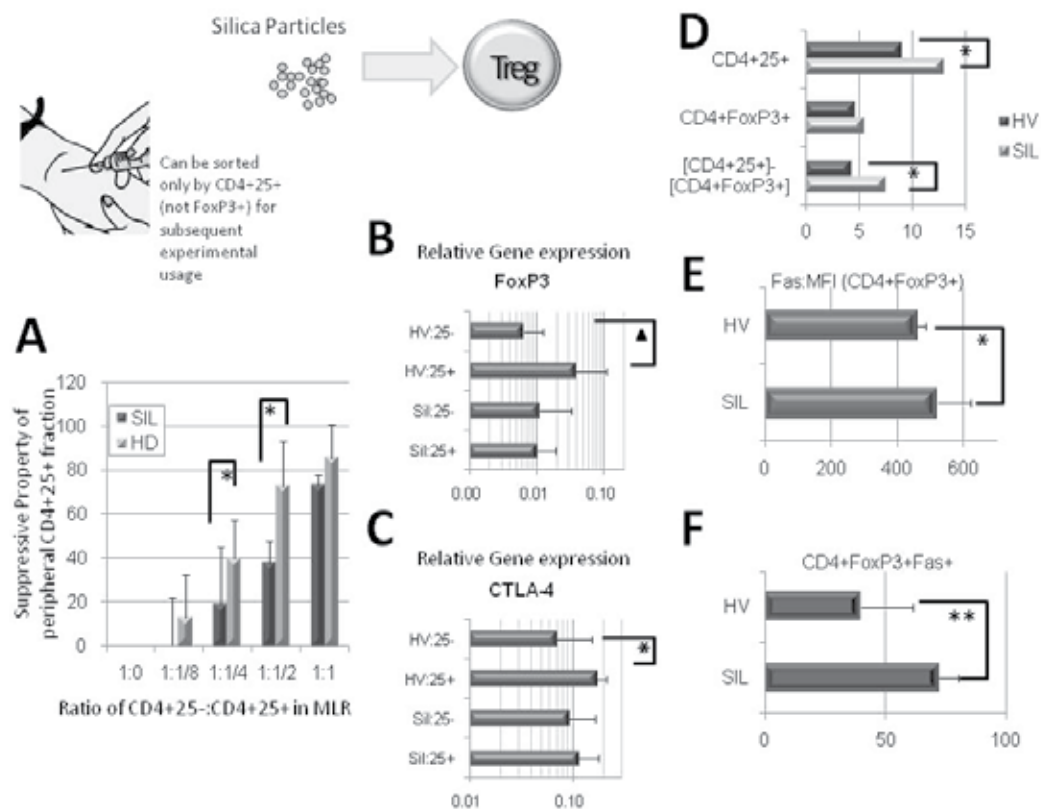 Silica Particles
Treg
Can be sorted
only by CD4+25+
(not FoxP3+) for
subsequent
experimental
usage
A
Suppressive Property of
peripheral CD4+25+ fraction
120
100
80
60
40
20
0
SIL
HD
*
*
1:0 1:1/8 1:1/4 1:1/2 1:1
Ratio of CD4+25-:CD4+25+ in MLR
B
Relative Gene expression
FoxP3
HV:25-
HV:25+
Sil:25-
Sil:25+
▲
0.00 0.01 0.10
C
Relative Gene expression
CTLA-4
HV:25-
HV:25+
Sil:25-
Sil:25+
*
0.01 0.10
D
CD4+25+
CD4+FoxP3+
[CD4+25+]-
[CD4+FoxP3+]
*
*
HV
SIL
0 5 10 15
E
Fas:MFI (CD4+FoxP3+)
HV
SIL
*
0 200 400 600
F
CD4+FoxP3+Fas+
HV
SIL
**
0 50 100